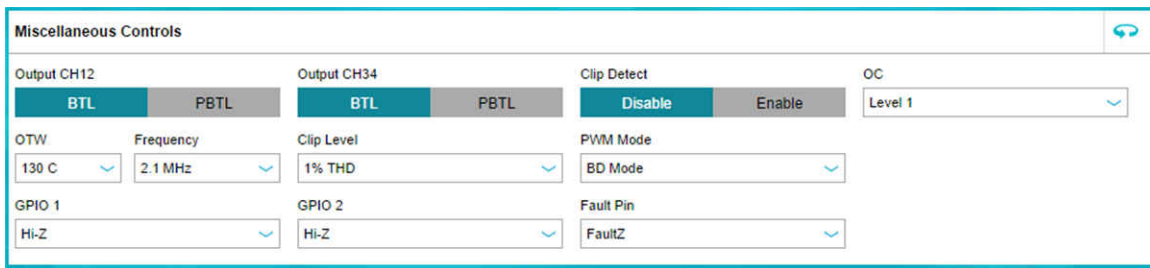 Miscellaneous Controls
Output CH12 Output CH34 Clip Detect OC
BTL PBTL BTL PBTL Disable Enable Level 1
OTW Frequency Clip Level PWM Mode
130 C 2.1 MHz 1% THD BD Mode
GPIO 1 GPIO 2 Fault Pin
Hi-Z Hi-Z FaultZ